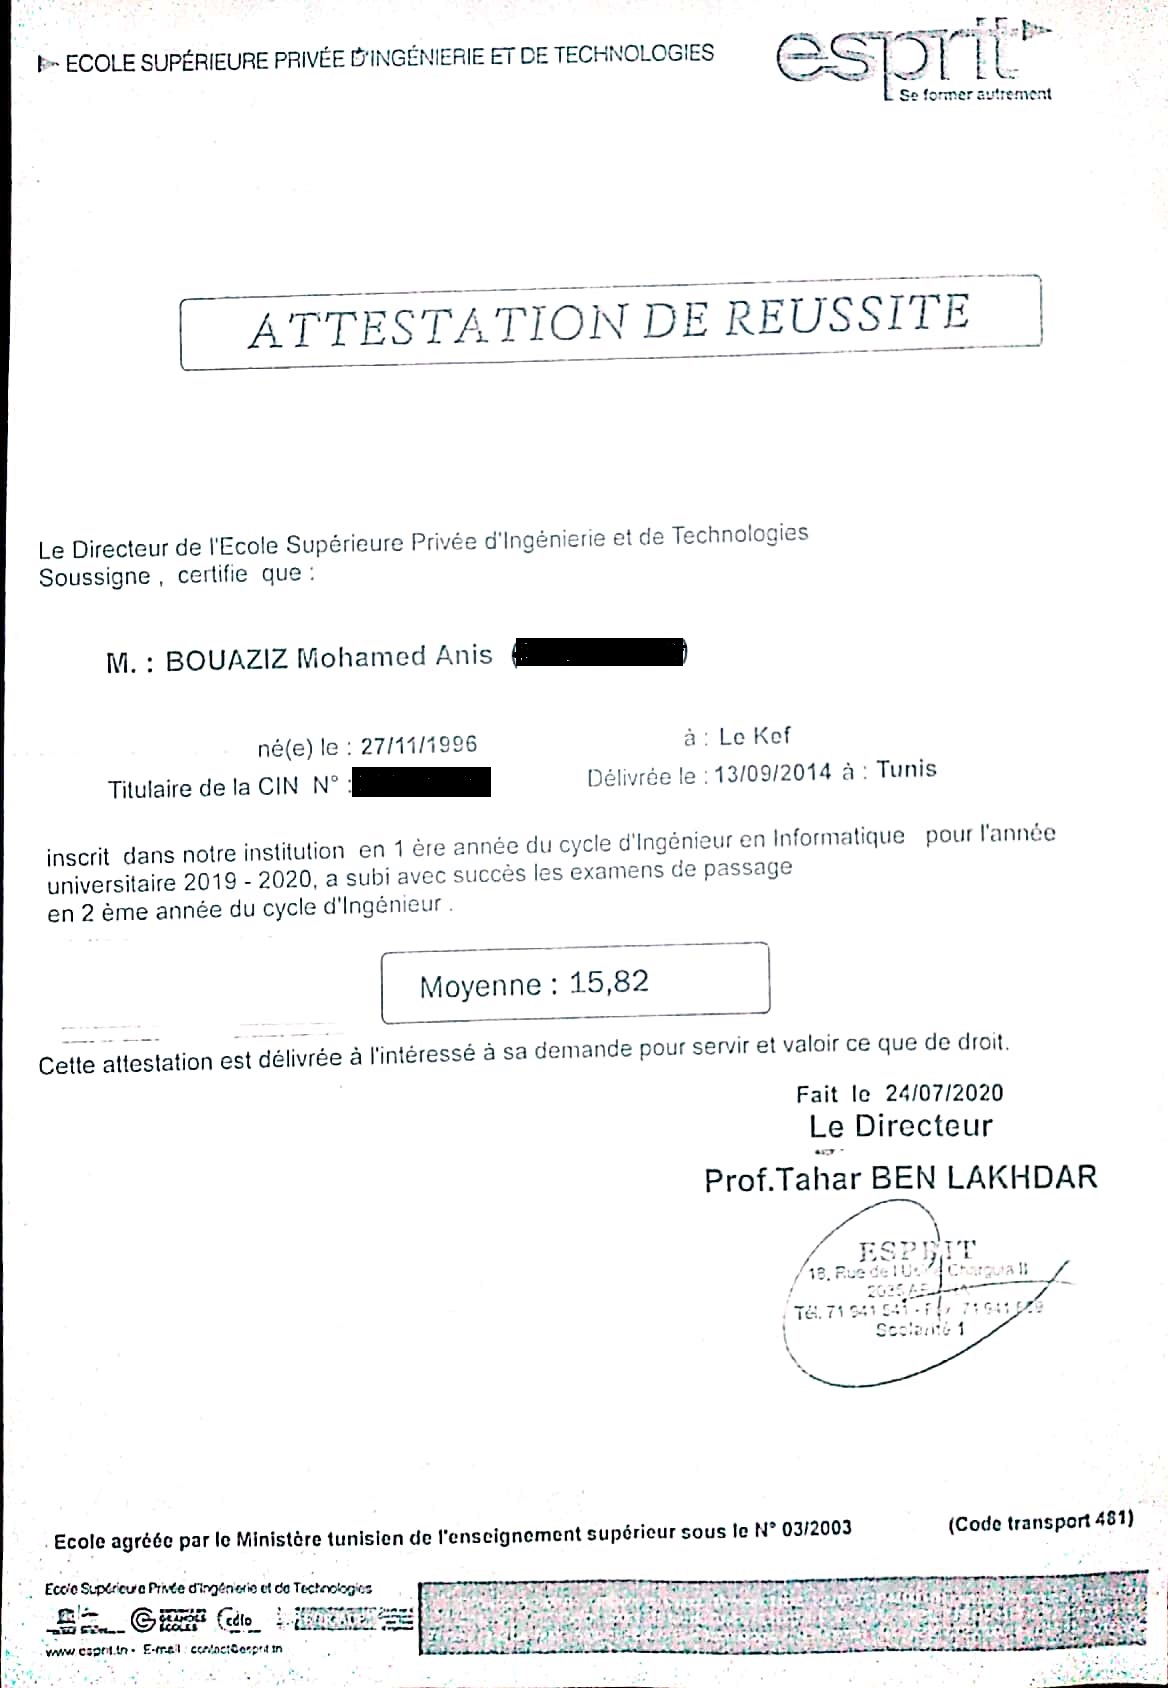 ECOLE SUPÉRIEURE PRIVÉE D'INGÉNIERIE ET DE TECHNOLOGIES
esprit
Se former autrement
ATTESTATION DE REUSSITE
Le Directeur de l'Ecole Supérieure Privée d'Ingénierie et de Technologies
Soussigne , certifie que :
M. : BOUAZIZ Mohamed Anis
né(e) le : 27/11/1996 à : Le Kef
Titulaire de la CIN N° : Délivrée le : 13/09/2014 à : Tunis
inscrit dans notre institution en 1 ère année du cycle d'Ingénieur en Informatique pour l'année
universitaire 2019 - 2020, a subi avec succès les examens de passage
en 2 ème année du cycle d'Ingénieur .
Moyenne : 15,82
Cette attestation est délivrée à l'intéressé à sa demande pour servir et valoir ce que de droit.
Fait le 24/07/2020
Le Directeur
Prof.Tahar BEN LAKHDAR
ESPRIT
18, Rue de l'Usine Charguia II
2035
Tél. 71 941 541 - 71 941
Scolarité 1
Ecole agréée par le Ministère tunisien de l'enseignement supérieur sous le N° 03/2003 (Code transport 481)
Ecole Supérieure Privée d'Ingénierie et de Technologies
GRANDES ECOLES cdio
www.esprit.tn - E-mail : contact@esprit.tn